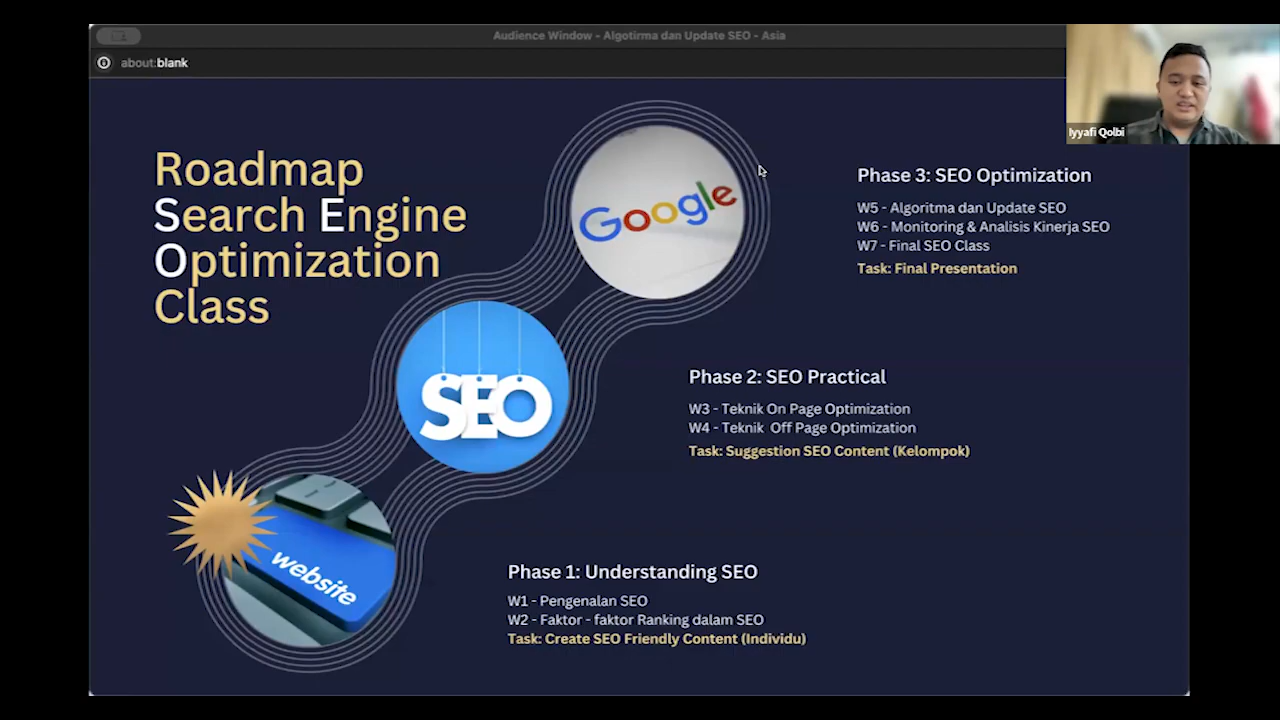 Audience Window - Algotirma dan Update SEO - Asia
about:blank
Iyyafi Qolbi
Roadmap
Search Engine
Optimization
Class
Google
SEO
website
Phase 3: SEO Optimization
W5 - Algoritma dan Update SEO
W6 - Monitoring & Analisis Kinerja SEO
W7 - Final SEO Class
Task: Final Presentation
Phase 2: SEO Practical
W3 - Teknik On Page Optimization
W4 - Teknik Off Page Optimization
Task: Suggestion SEO Content (Kelompok)
Phase 1: Understanding SEO
W1 - Pengenalan SEO
W2 - Faktor - faktor Ranking dalam SEO
Task: Create SEO Friendly Content (Individu)